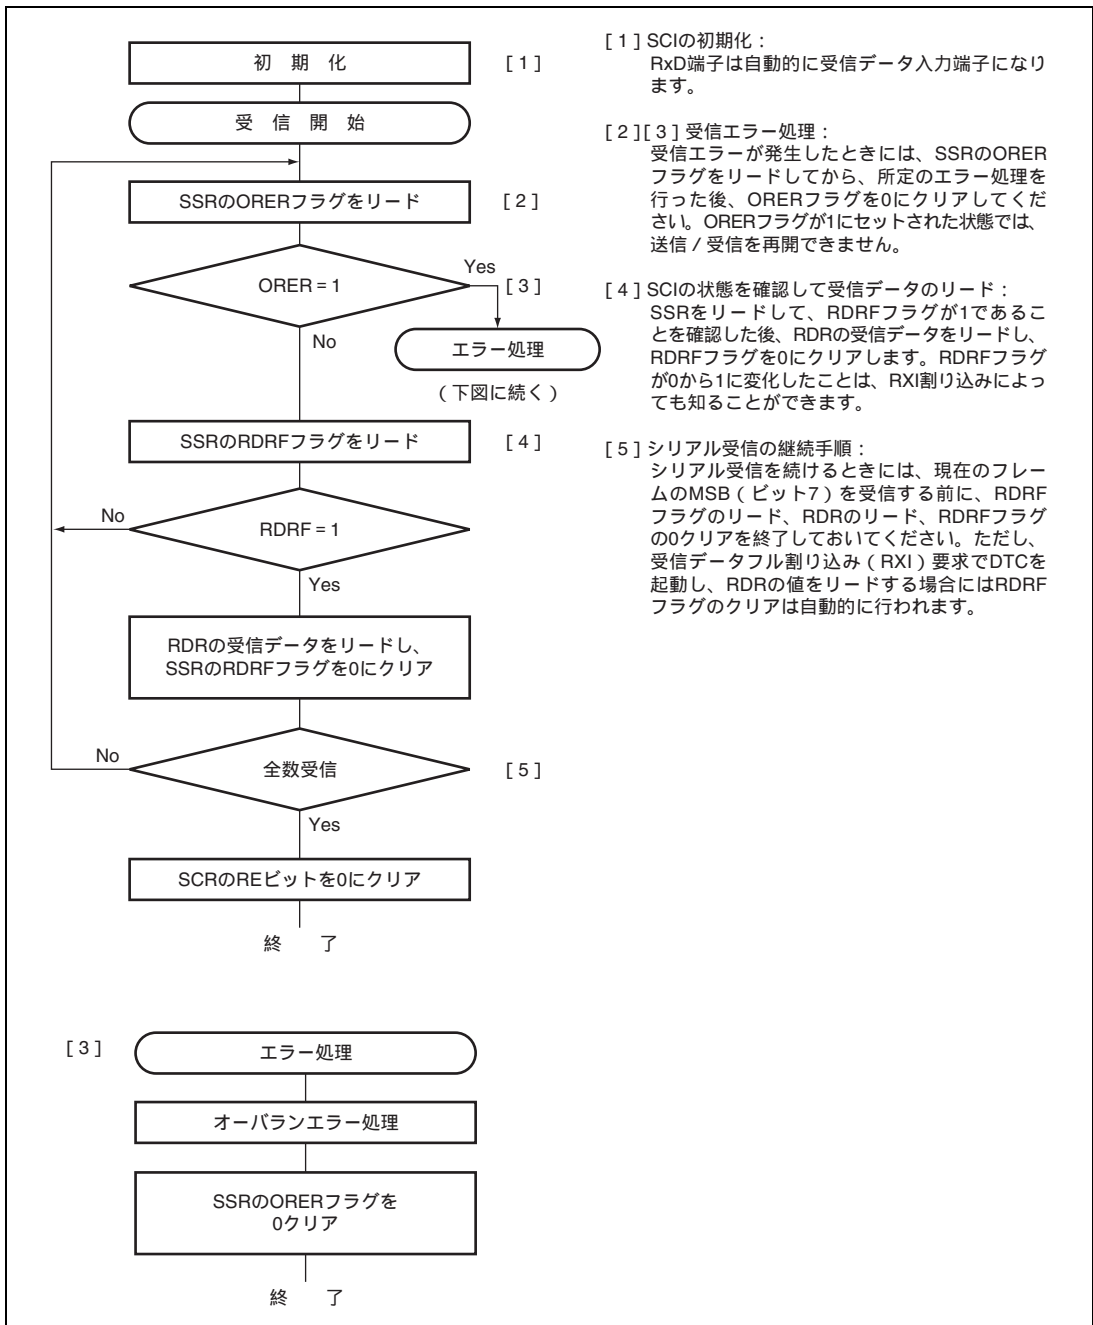 初 期 化 [ 1 ]
受 信 開 始
SSRのORERフラグをリード [ 2 ]
ORER = 1
Yes
[ 3 ]
No
エラー処理
( 下図に続く )
SSRのRDRFフラグをリード [ 4 ]
No
RDRF = 1
Yes
RDRの受信データをリードし、
SSRのRDRFフラグを0にクリア
No
全数受信 [ 5 ]
Yes
SCRのREビットを0にクリア
終 了
[ 3 ] エラー処理
オーバランエラー処理
SSRのORERフラグを
0クリア
終 了
[ 1 ] SCIの初期化：
RxD端子は自動的に受信データ入力端子になり
ます。
[ 2 ][ 3 ] 受信エラー処理：
受信エラーが発生したときには、SSRのORER
フラグをリードしてから、所定のエラー処理を
行った後、ORERフラグを0にクリアしてくだ
さい。ORERフラグが1にセットされた状態では、
送信 / 受信を再開できません。
[ 4 ] SCIの状態を確認して受信データのリード：
SSRをリードして、RDRFフラグが1であるこ
とを確認した後、RDRの受信データをリードし、
RDRFフラグを0にクリアします。RDRFフラグ
が0から1に変化したことは、RXI割り込みによっ
ても知ることができます。
[ 5 ] シリアル受信の継続手順：
シリアル受信を続けるときには、現在のフレー
ムのMSB ( ビット7 ) を受信する前に、RDRF
フラグのリード、RDRのリード、RDRFフラグ
の0クリアを終了しておいてください。ただし、
受信データフル割り込み ( RXI ) 要求でDTCを
起動し、RDRの値をリードする場合にはRDRF
フラグのクリアは自動的に行われます。